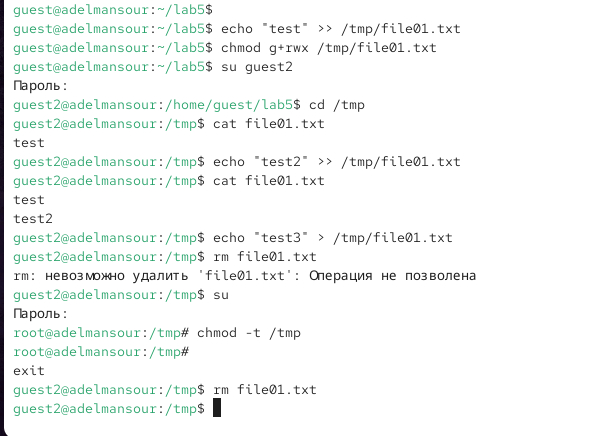 guest@adelmansour:~/lab5$
guest@adelmansour:~/lab5$ echo "test" >> /tmp/file01.txt
guest@adelmansour:~/lab5$ chmod g+rwx /tmp/file01.txt
guest@adelmansour:~/lab5$ su guest2
Пароль:
guest2@adelmansour:/home/guest/lab5$ cd /tmp
guest2@adelmansour:/tmp$ cat file01.txt
test
guest2@adelmansour:/tmp$ echo "test2" >> /tmp/file01.txt
guest2@adelmansour:/tmp$ cat file01.txt
test
test2
guest2@adelmansour:/tmp$ echo "test3" > /tmp/file01.txt
guest2@adelmansour:/tmp$ rm file01.txt
rm: невозможно удалить 'file01.txt': Операция не позволена
guest2@adelmansour:/tmp$ su
Пароль:
root@adelmansour:/tmp# chmod -t /tmp
root@adelmansour:/tmp#
exit
guest2@adelmansour:/tmp$ rm file01.txt
guest2@adelmansour:/tmp$